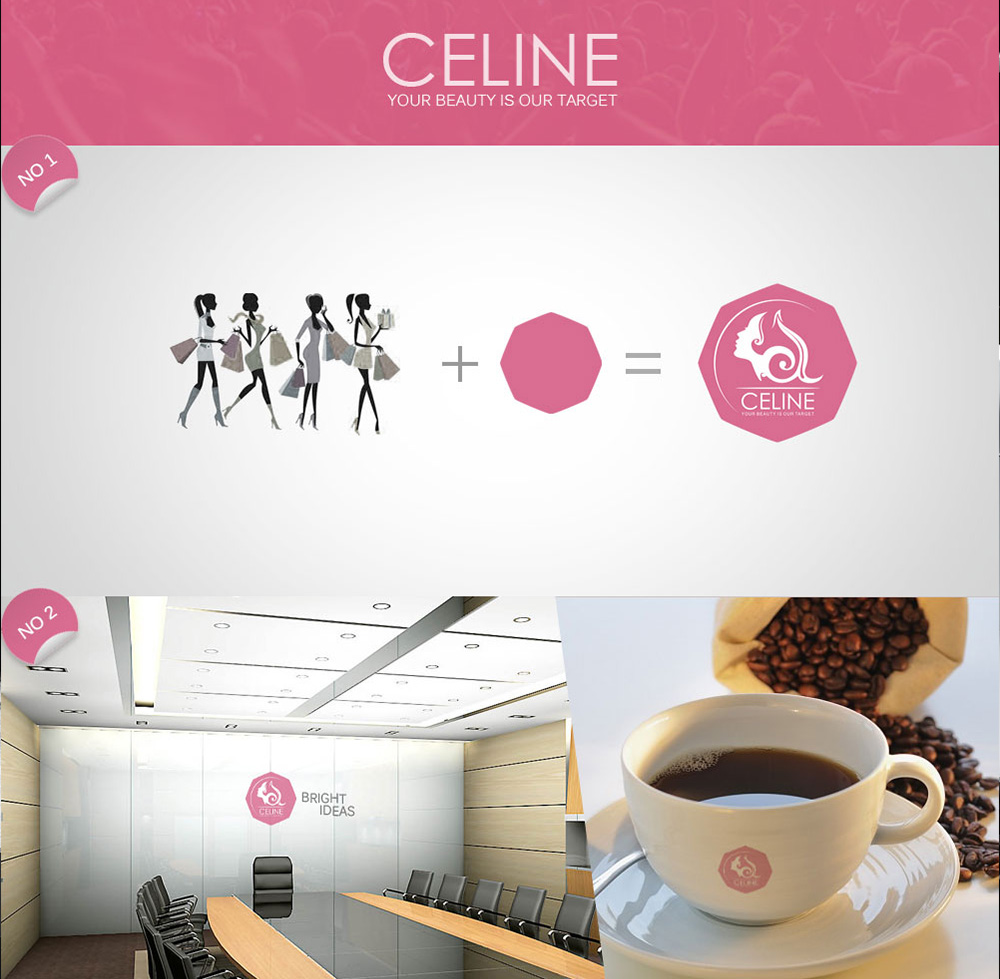 CELINE
YOUR BEAUTY IS OUR TARGET
NO 1
+
=
CELINE
YOUR BEAUTY IS OUR TARGET
NO 2
CELINE
BRIGHT
IDEAS
CELINE